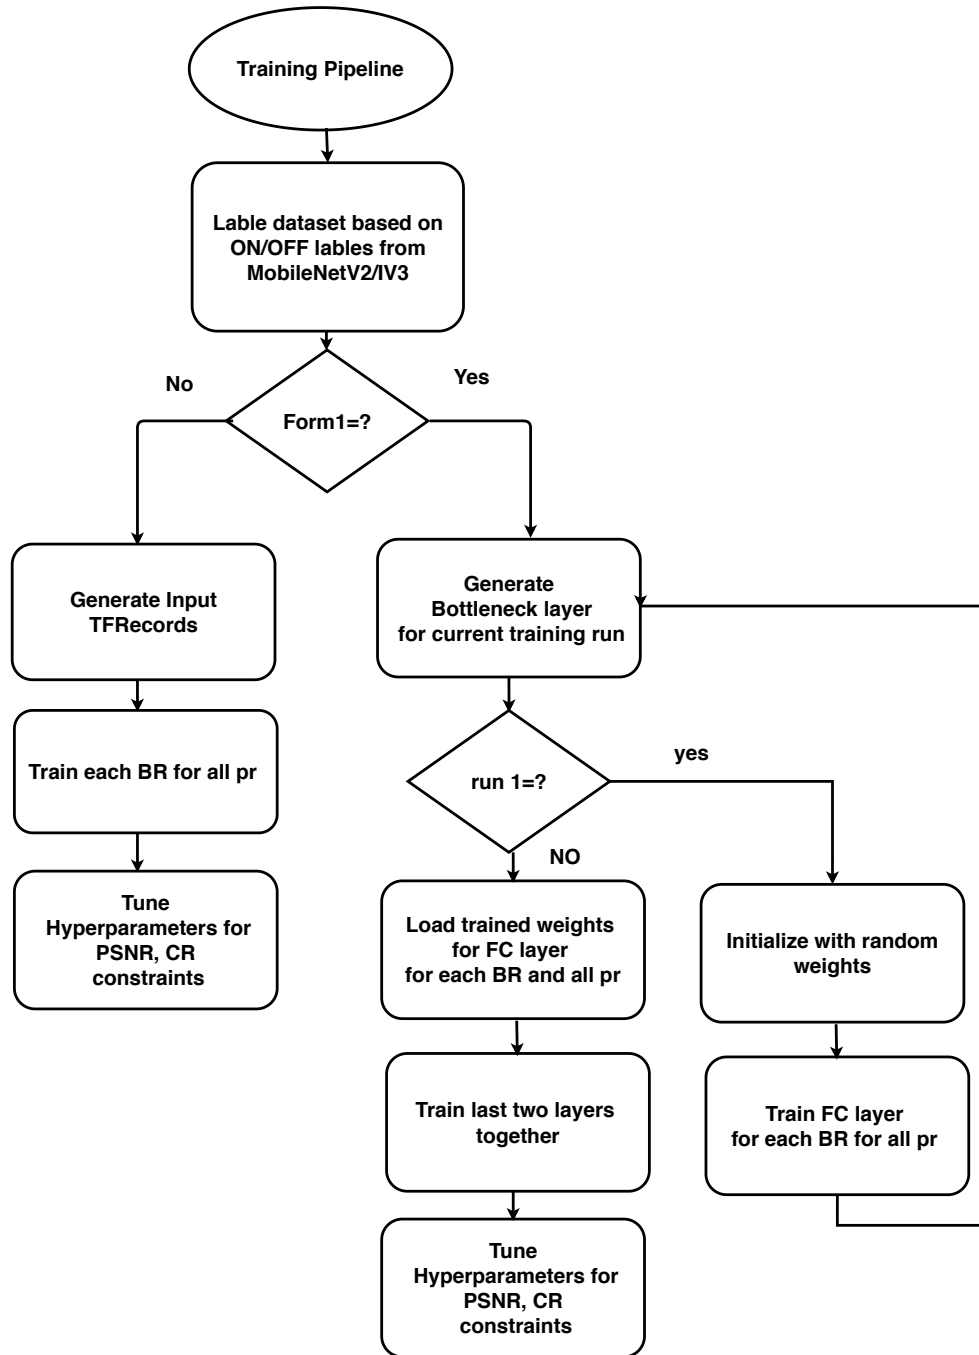 Training Pipeline
Lable dataset based on
ON/OFF lables from
MobileNetV2/IV3
No
Yes
Form1=?
Generate Input
TFRecords
Generate
Bottleneck layer
for current training run
Train each BR for all pr
run 1=?
yes
NO
Tune
Hyperparameters for
PSNR, CR
constraints
Load trained weights
for FC layer
for each BR and all pr
Initialize with random
weights
Train last two layers
together
Train FC layer
for each BR for all pr
Tune
Hyperparameters for
PSNR, CR
constraints